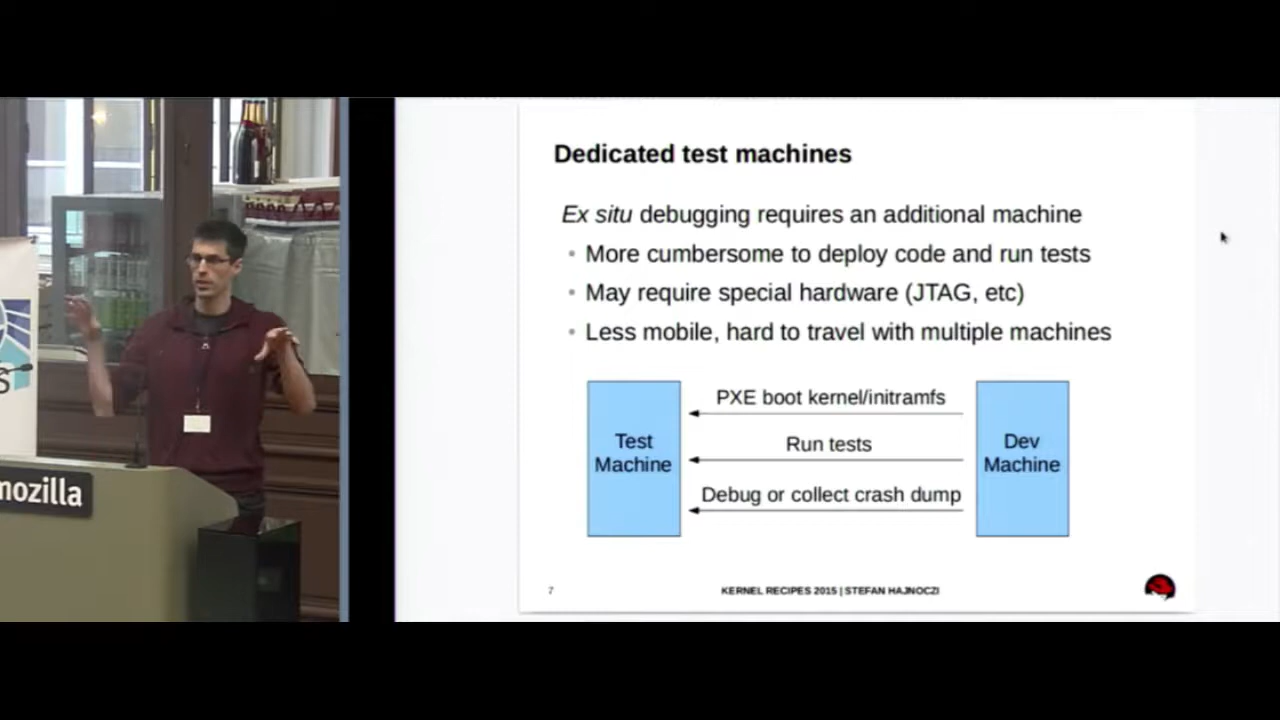 mozilla
S
Dedicated test machines
Ex situ debugging requires an additional machine
• More cumbersome to deploy code and run tests
• May require special hardware (JTAG, etc)
• Less mobile, hard to travel with multiple machines
Test
Machine
PXE boot kernel/initramfs
Run tests
Debug or collect crash dump
Dev
Machine
7
KERNEL RECIPES 2015 | STEFAN HAJNOCZI